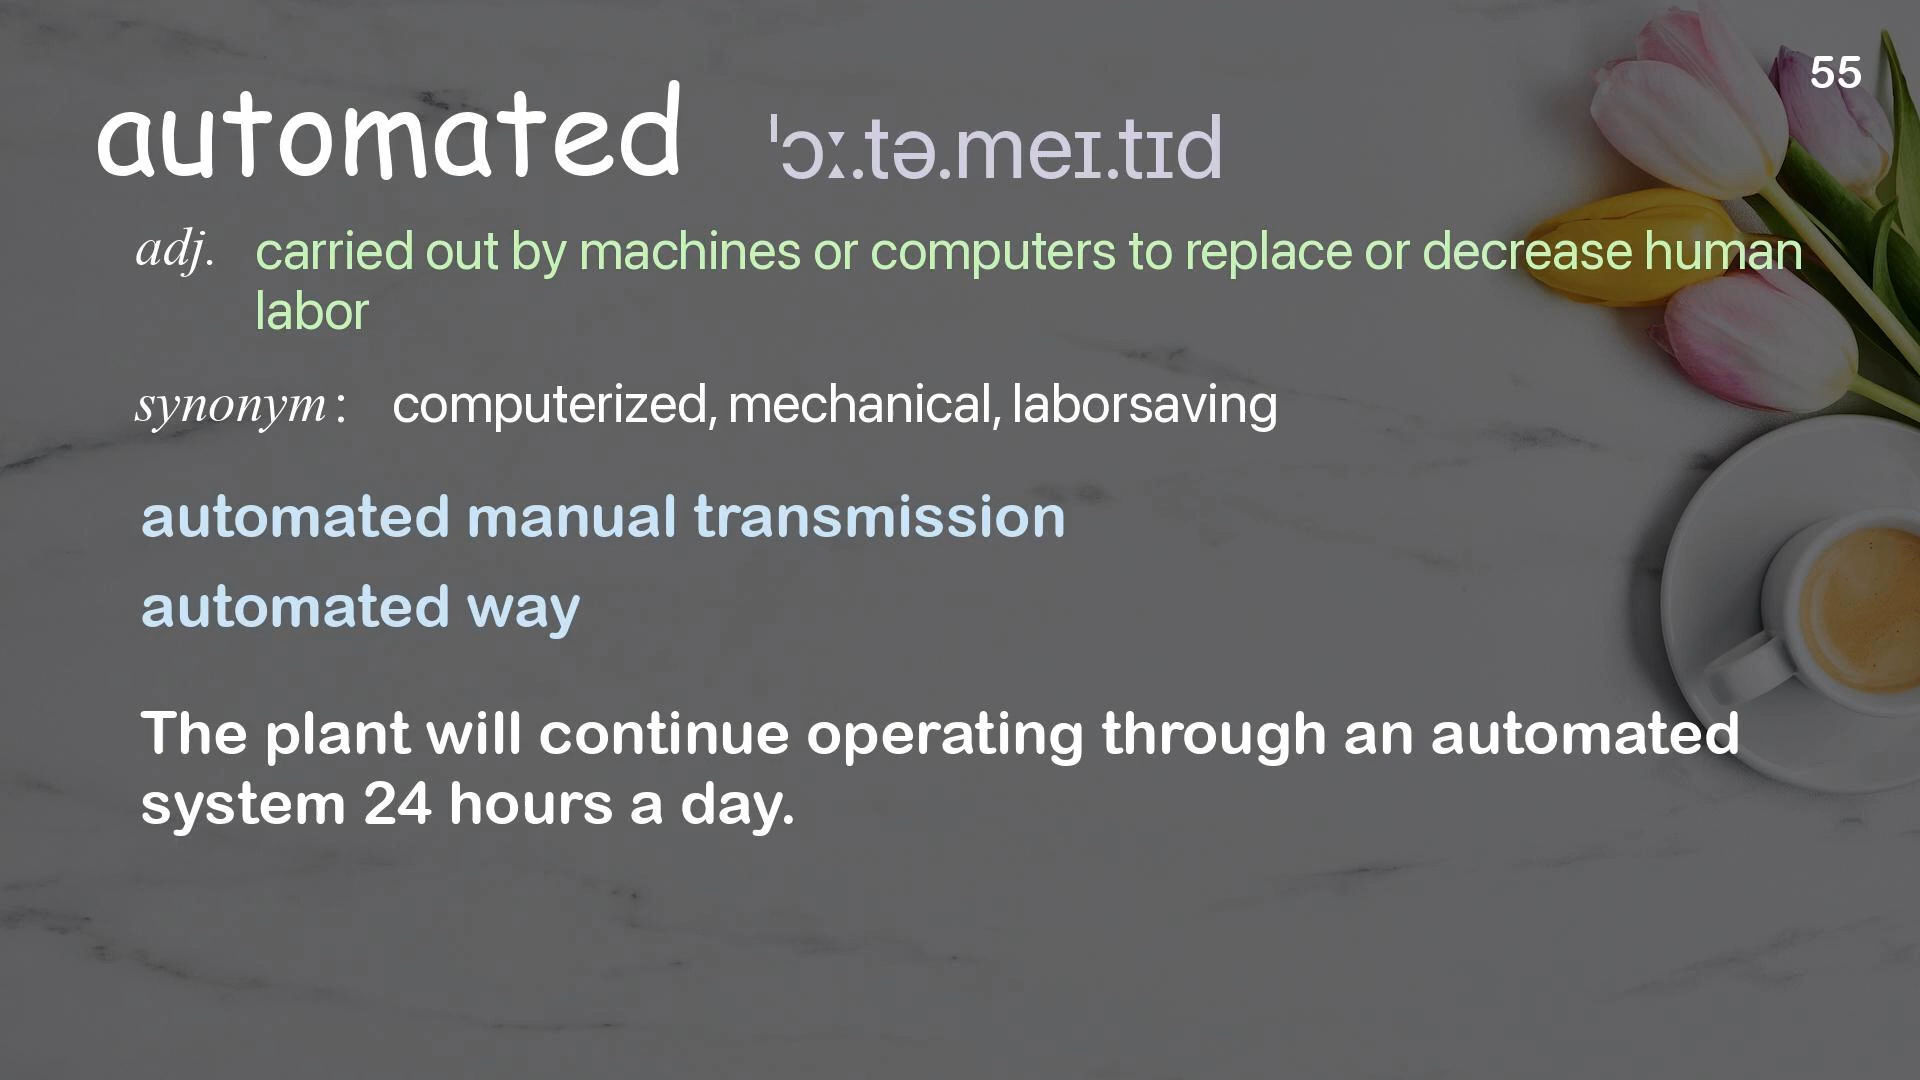 55
automated ˈɔː.tə.meɪ.tɪd
adj. carried out by machines or computers to replace or decrease human
labor
synonym: computerized, mechanical, laborsaving
automated manual transmission
automated way
The plant will continue operating through an automated
system 24 hours a day.